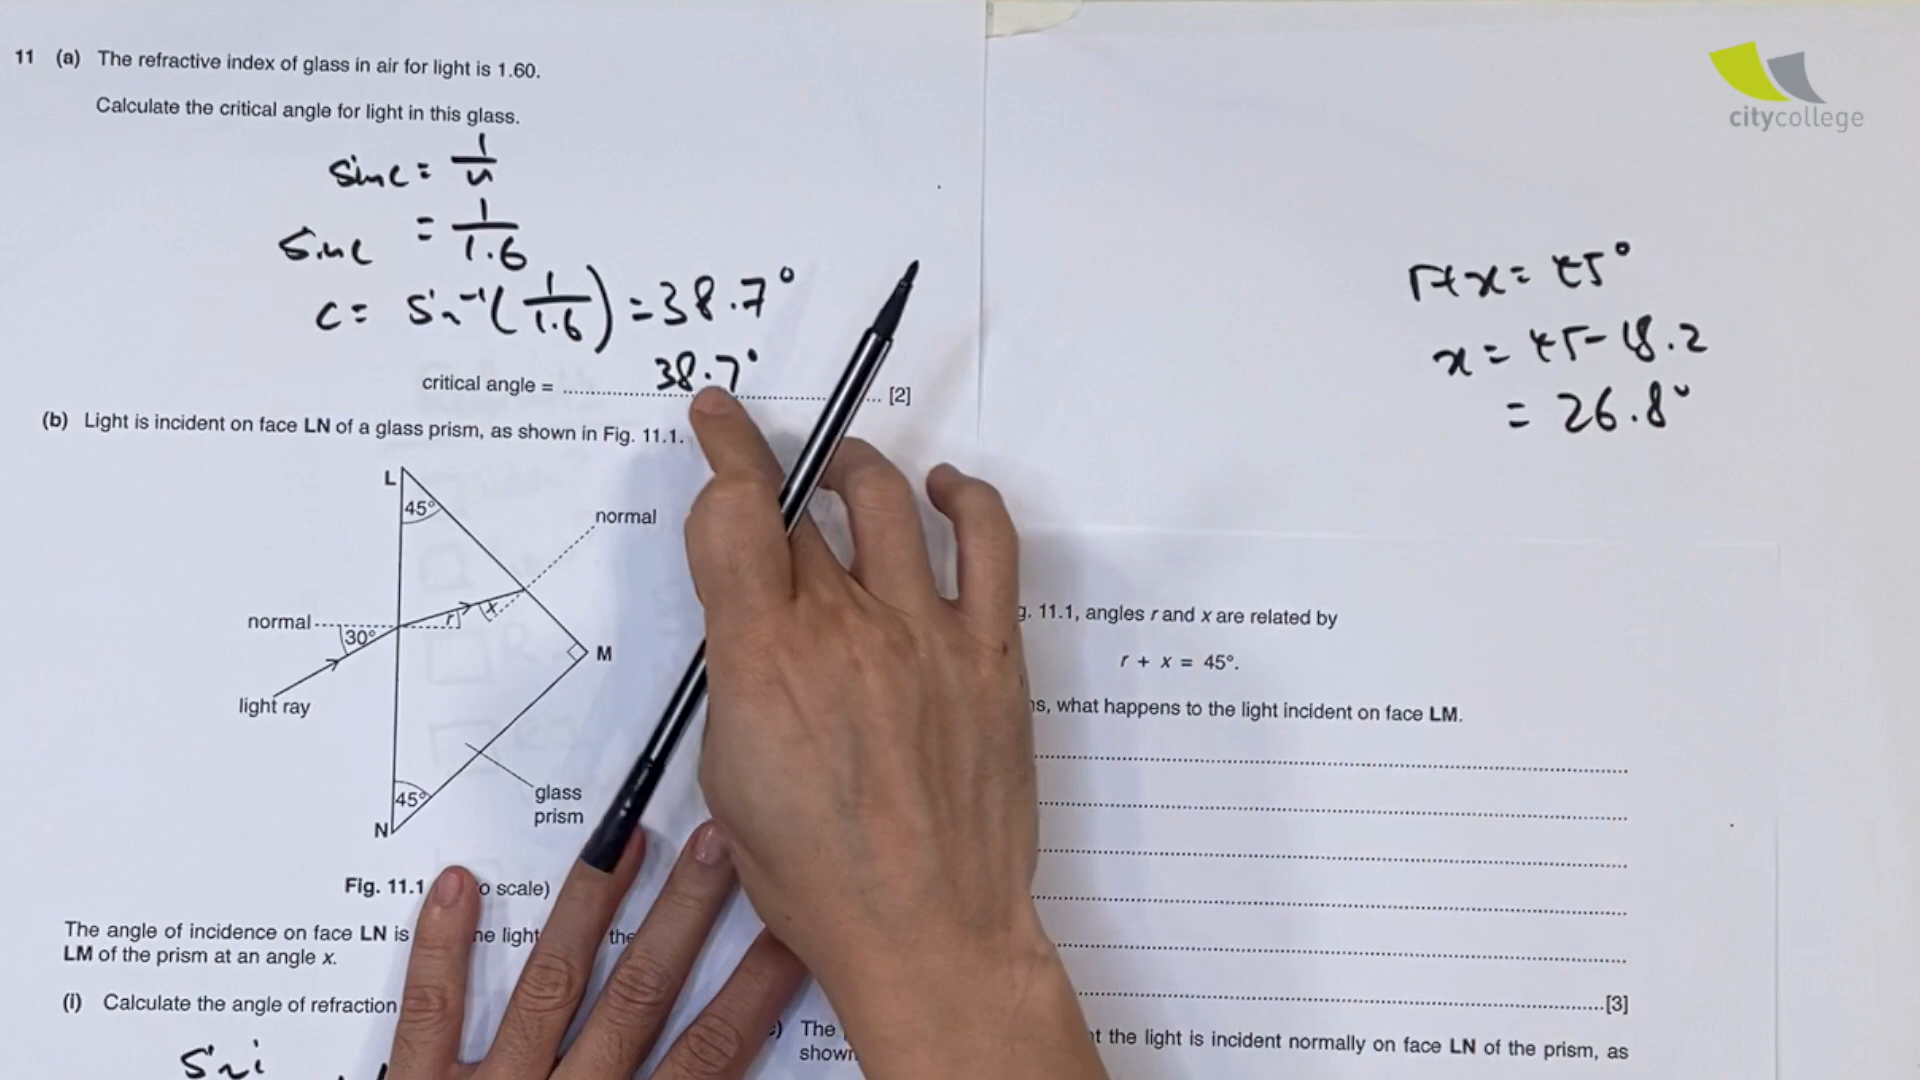 11 (a) The refractive index of glass in air for light is 1.60.
Calculate the critical angle for light in this glass.
sinc = 1/n
sinc = 1/1.6
c = sin⁻¹(1/1.6) = 38.7°
38.7°
critical angle = ........ [2]
(b) Light is incident on face LN of a glass prism, as shown in Fig. 11.1.
L
45°
normal
normal
30°
r
x
M
light ray
45°
glass
prism
N
Fig. 11.1 o scale)
The angle of incidence on face LN is he light the
LM of the prism at an angle x.
(i) Calculate the angle of refraction
sini
citycollege
r+x = 45°
x = 45-18.2
= 26.8°
g. 11.1, angles r and x are related by
r + x = 45°.
ns, what happens to the light incident on face LM.
[3]
The t the light is incident normally on face LN of the prism, as
shown